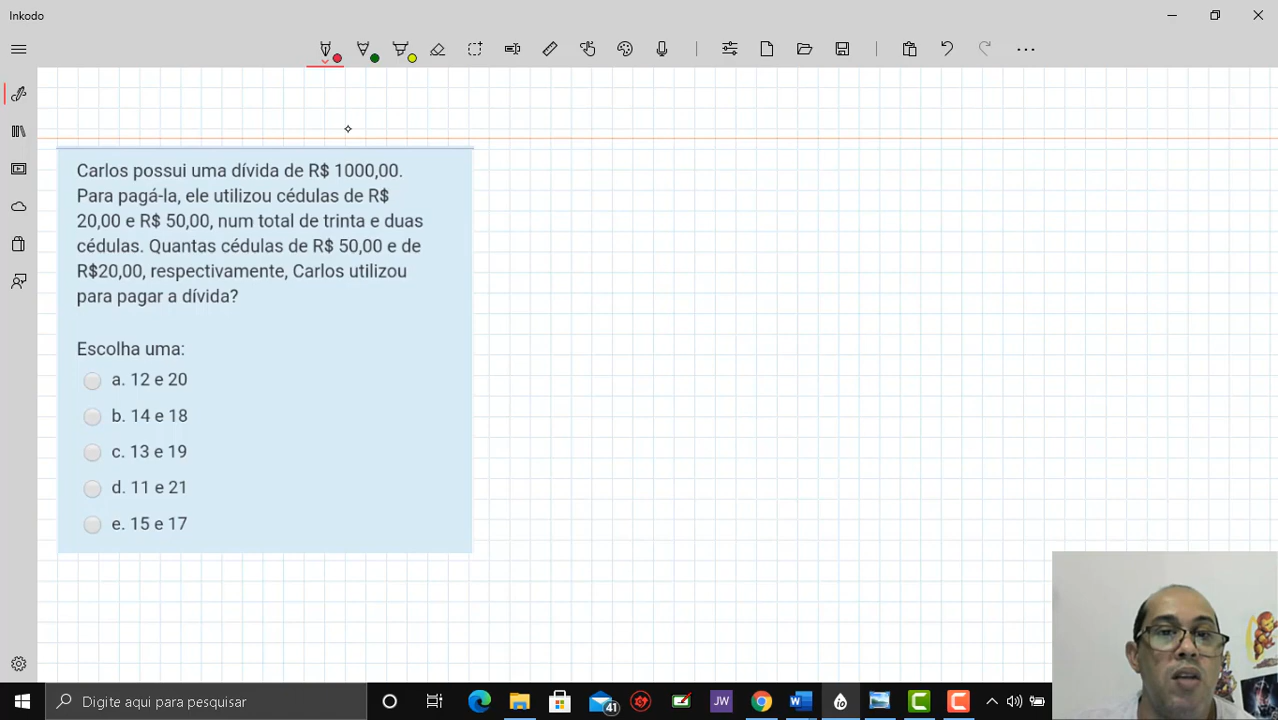 Inkodo
Carlos possui uma dívida de R$ 1000,00.
Para pagá-la, ele utilizou cédulas de R$
20,00 e R$ 50,00, num total de trinta e duas
cédulas. Quantas cédulas de R$ 50,00 e de
R$20,00, respectivamente, Carlos utilizou
para pagar a dívida?
Escolha uma:
a. 12 e 20
b. 14 e 18
c. 13 e 19
d. 11 e 21
e. 15 e 17
Digite aqui para pesquisar
41
JW